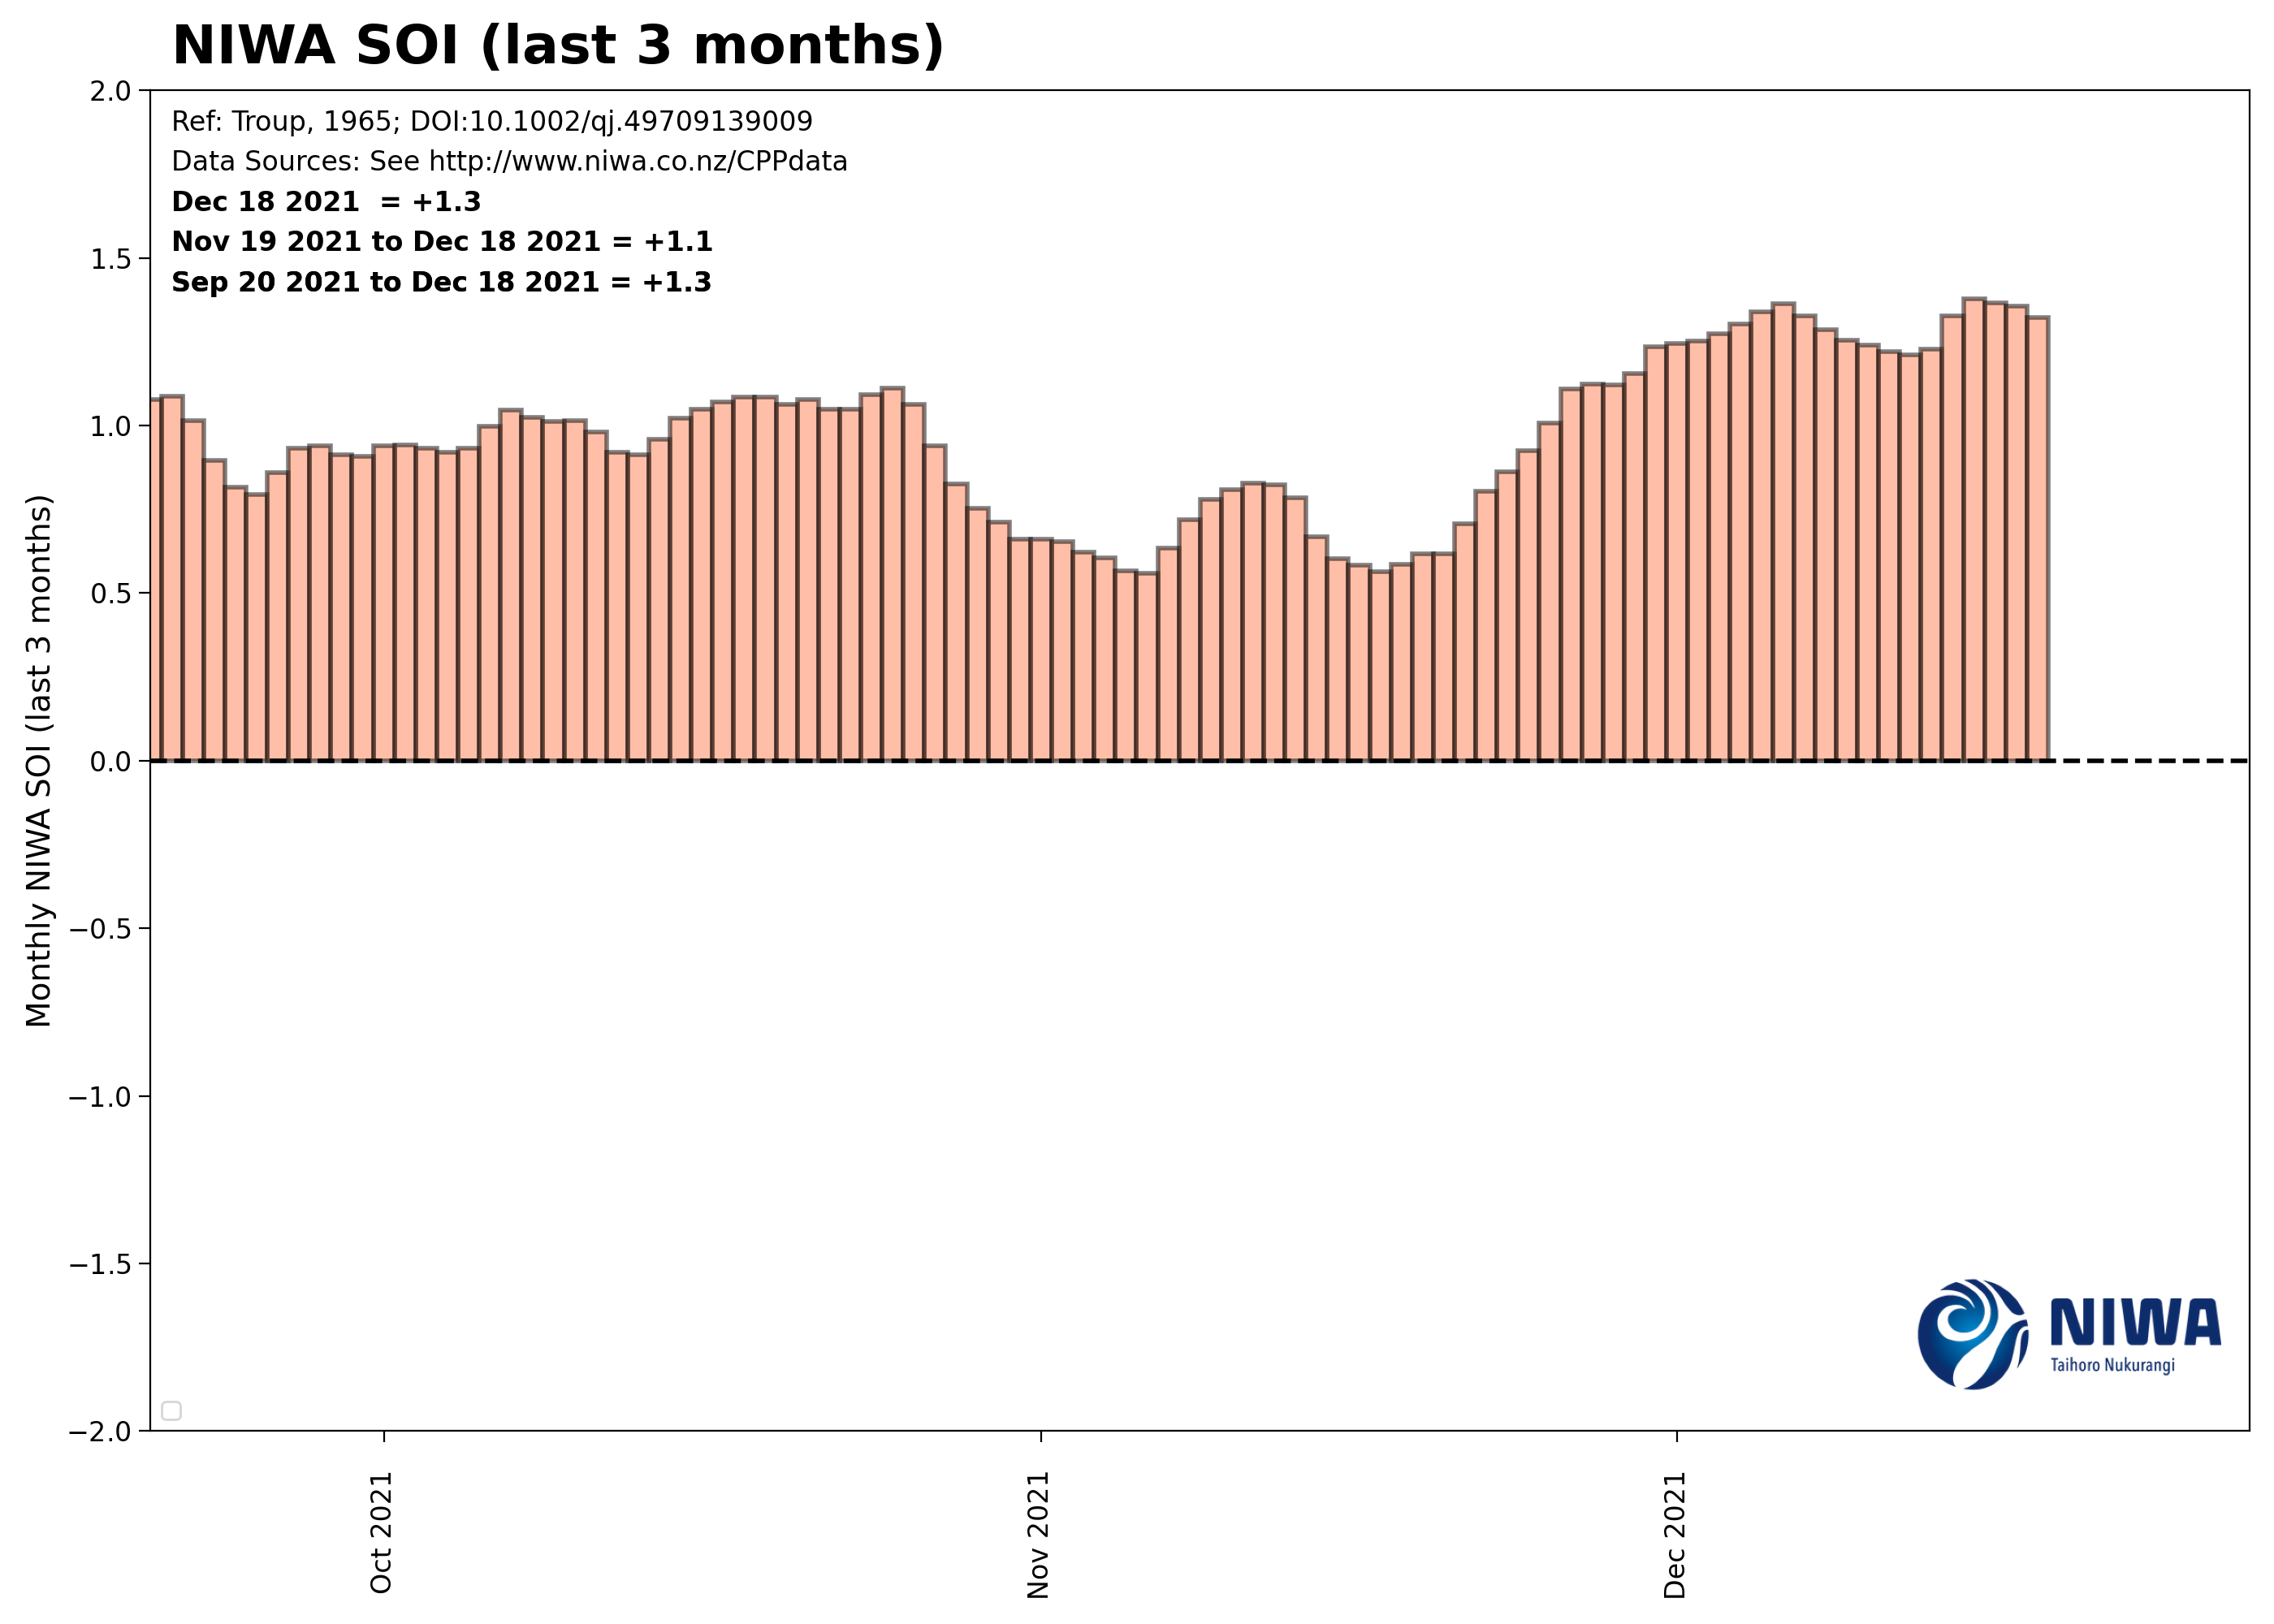 NIWA SOI (last 3 months)
Ref: Troup, 1965; DOI:10.1002/qj.49709139009
Data Sources: See http://www.niwa.co.nz/CPPdata
Dec 18 2021  = +1.3
Nov 19 2021 to Dec 18 2021 = +1.1
Sep 20 2021 to Dec 18 2021 = +1.3
Monthly NIWA SOI (last 3 months)
2.0
1.5
1.0
0.5
0.0
−0.5
−1.0
−1.5
−2.0
Oct 2021
Nov 2021
Dec 2021
NIWA
Taihoro Nukurangi